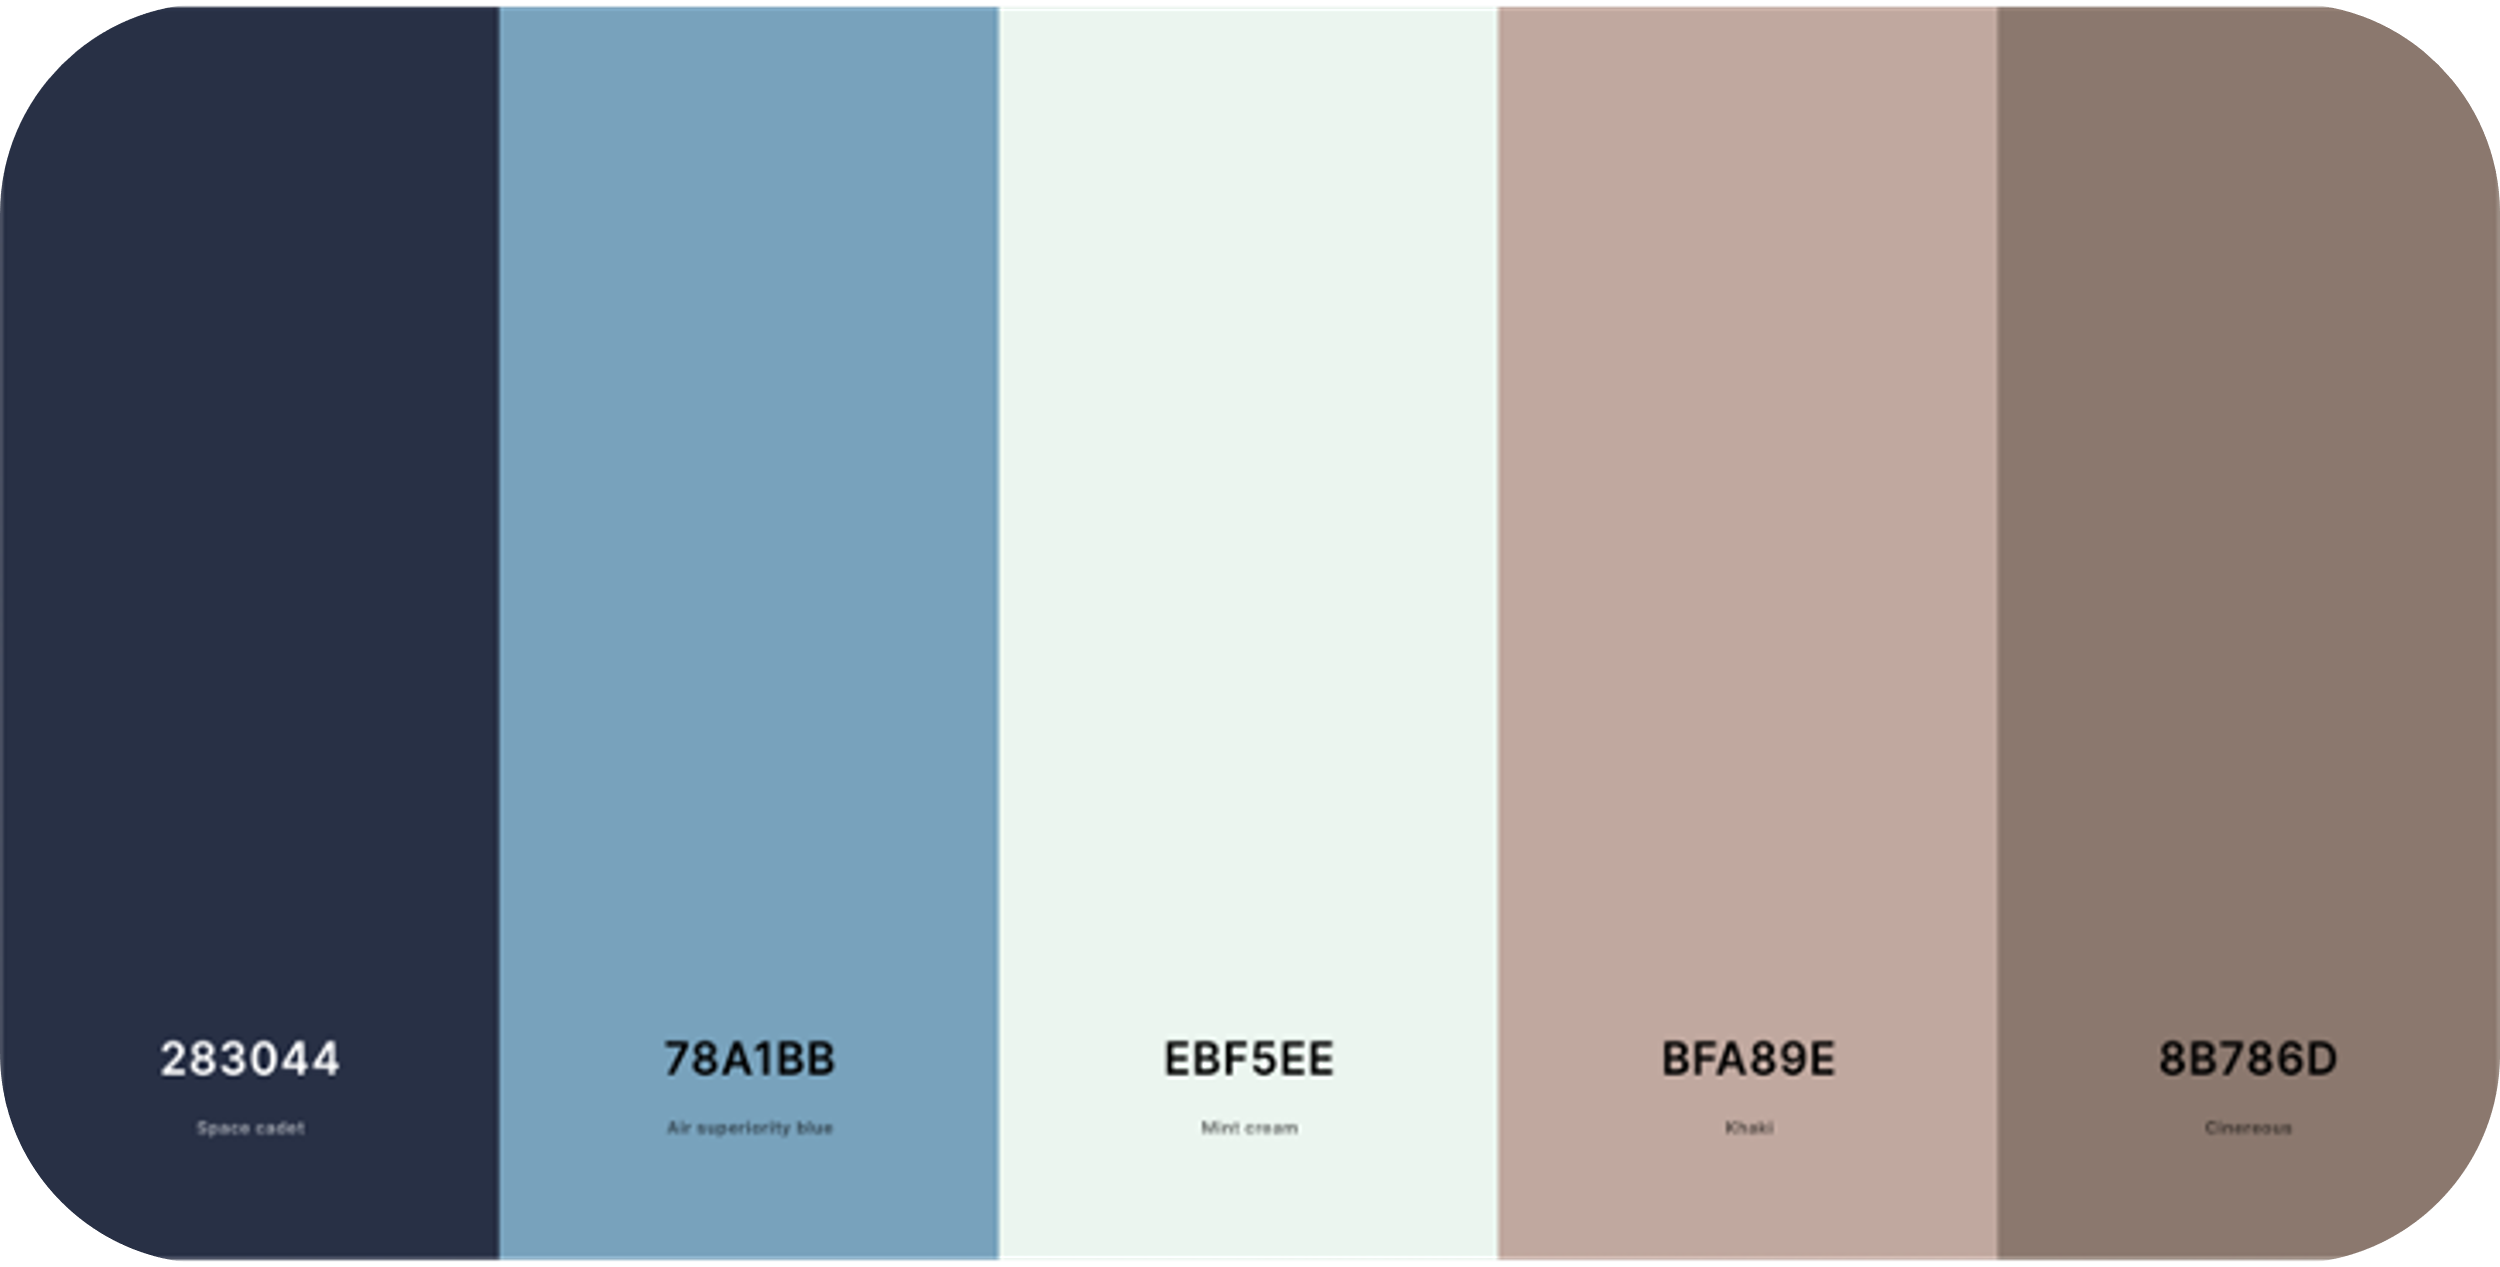 283044
Space cadet
78A1BB
Air superiority blue
EBF5EE
Mint cream
BFA89E
Khaki
8B786D
Cinereous